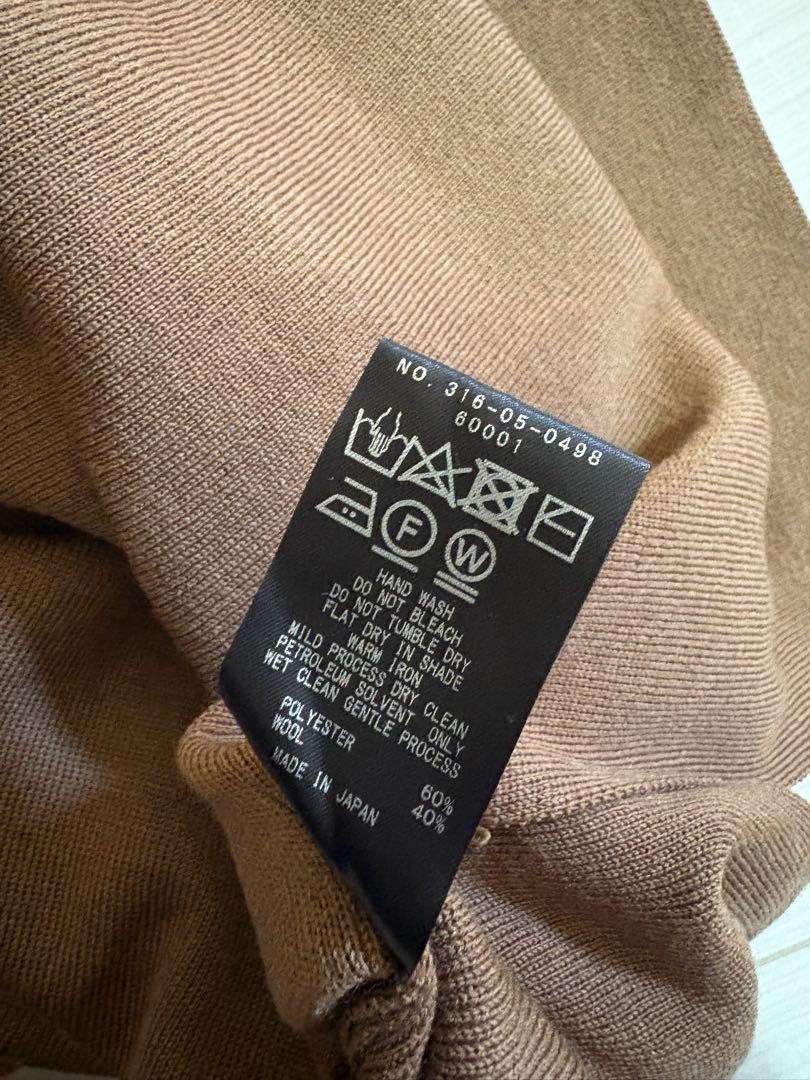 NO. 316-05-0498
60001
F W
HAND WASH
DO NOT BLEACH
DO NOT TUMBLE DRY
FLAT DRY IN SHADE
WARM IRON
MILD PROCESS DRY CLEAN
PETROLEUM SOLVENT ONLY
WET CLEAN GENTLE PROCESS
POLYESTER 60%
WOOL 40%
MADE IN JAPAN